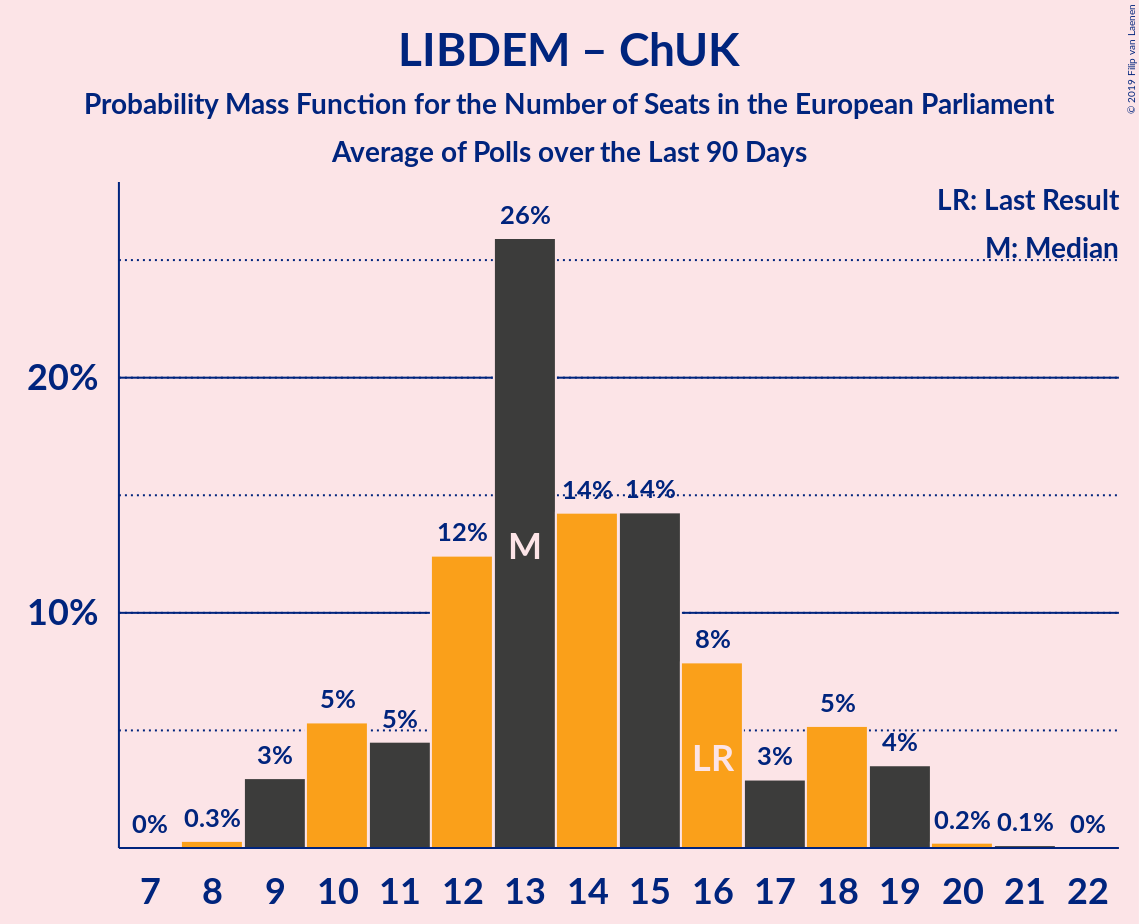 LIBDEM – ChUK
Probability Mass Function for the Number of Seats in the European Parliament
Average of Polls over the Last 90 Days
© 2019 Filip van Laenen
LR: Last Result
M: Median
26%
20%
14% 14%
12%
M
10%
8%
5% 5% 5%
4%
3% 3%
LR
0% 0.3% 0.2% 0.1% 0%
7 8 9 10 11 12 13 14 15 16 17 18 19 20 21 22